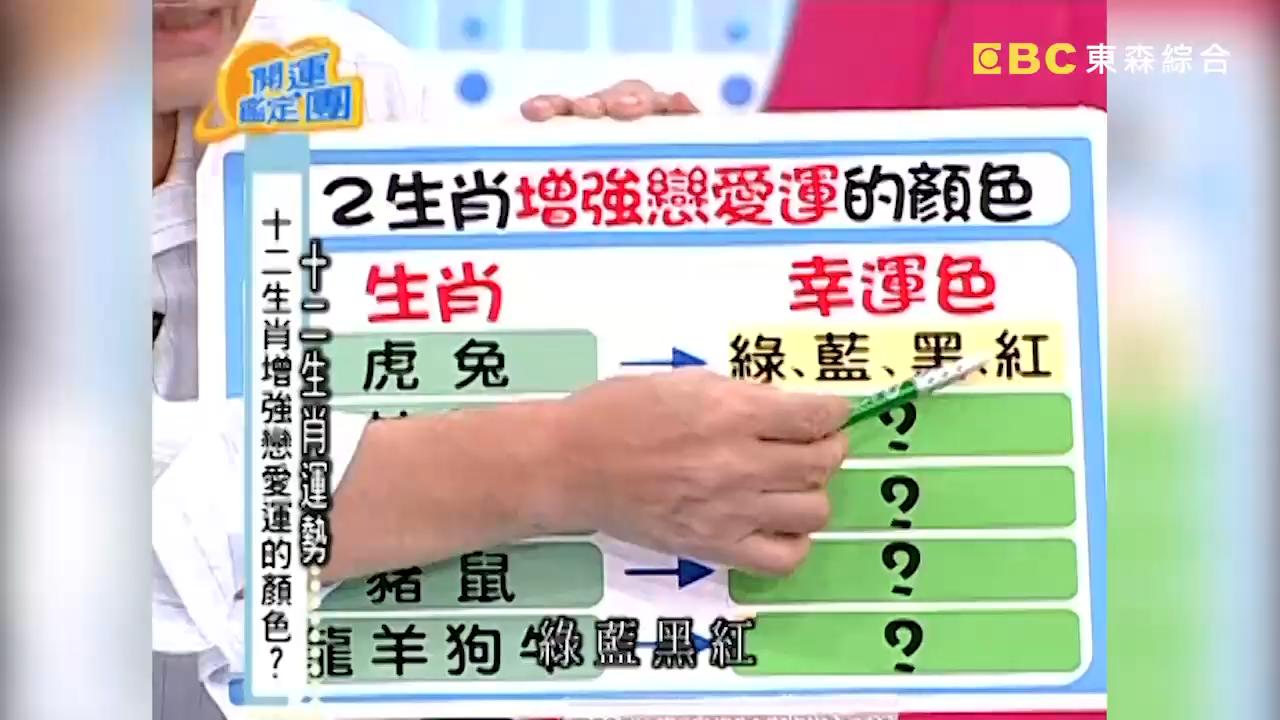 EBC 東森綜合
開運
鑑定團
2生肖增強戀愛運的顏色
生肖 幸運色
虎 兔 綠、藍、黑、紅
?
?
豬 鼠 ?
龍 羊 狗 牛 ?
十二生肖運勢
十二生肖增強戀愛運的顏色?
綠藍黑紅